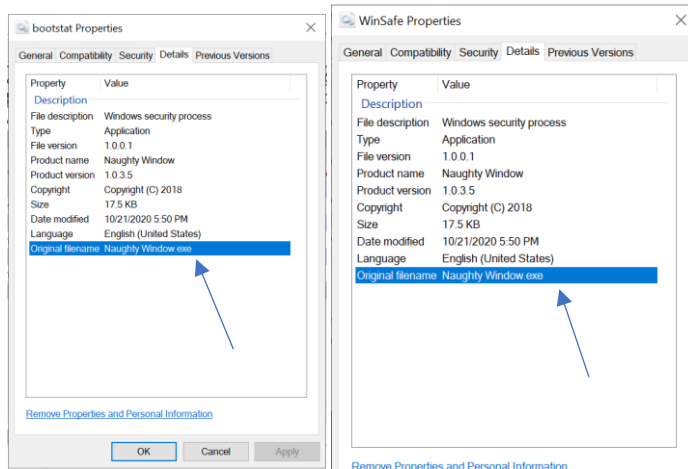 bootstat Properties
General Compatibility Security Details Previous Versions
Property Value
Description
File description Windows security process
Type Application
File version 1.0.0.1
Product name Naughty Window
Product version 1.0.3.5
Copyright Copyright (C) 2018
Size 17.5 KB
Date modified 10/21/2020 5:50 PM
Language English (United States)
Original filename Naughty Window.exe
Remove Properties and Personal Information
OK Cancel Apply
WinSafe Properties
General Compatibility Security Details Previous Versions
Property Value
Description
File description Windows security process
Type Application
File version 1.0.0.1
Product name Naughty Window
Product version 1.0.3.5
Copyright Copyright (C) 2018
Size 17.5 KB
Date modified 10/21/2020 5:50 PM
Language English (United States)
Original filename Naughty Window.exe
Remove Properties and Personal Information